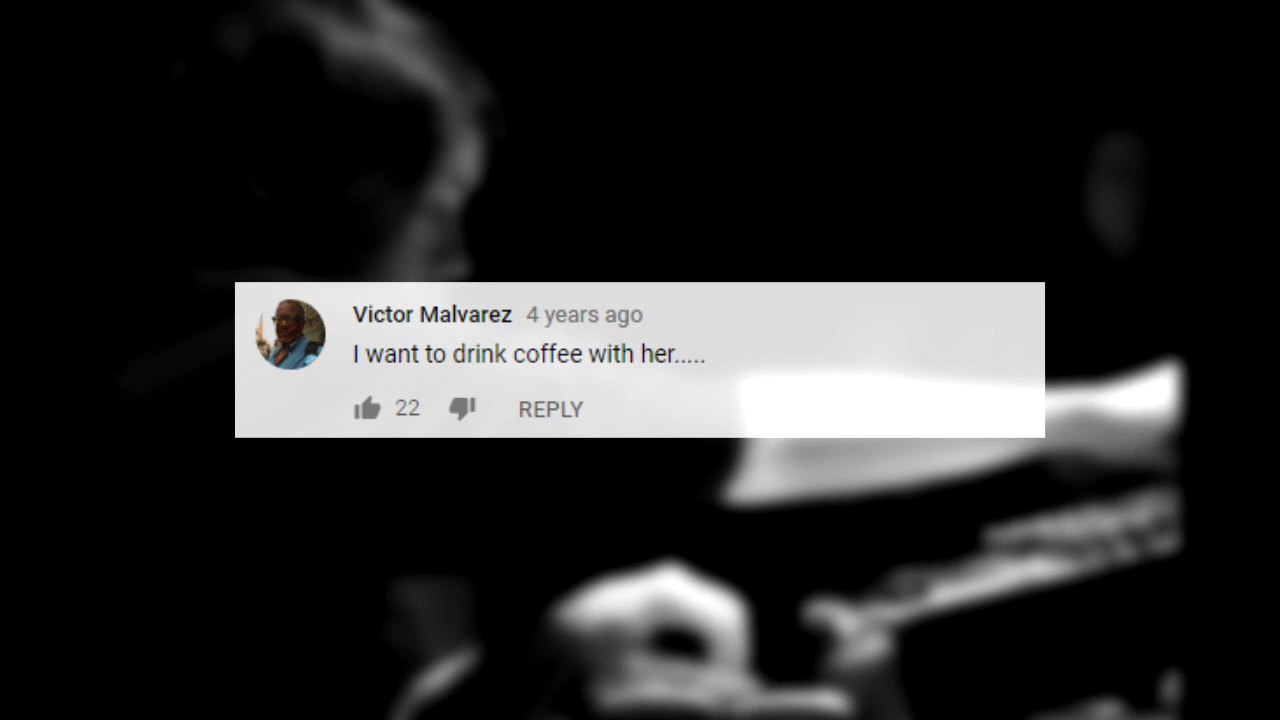 Victor Malvarez 4 years ago
I want to drink coffee with her.....
22 REPLY